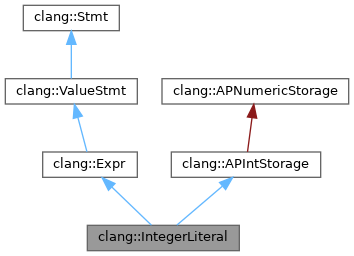 clang::Stmt
clang::ValueStmt
clang::APNumericStorage
clang::Expr
clang::APIntStorage
clang::IntegerLiteral